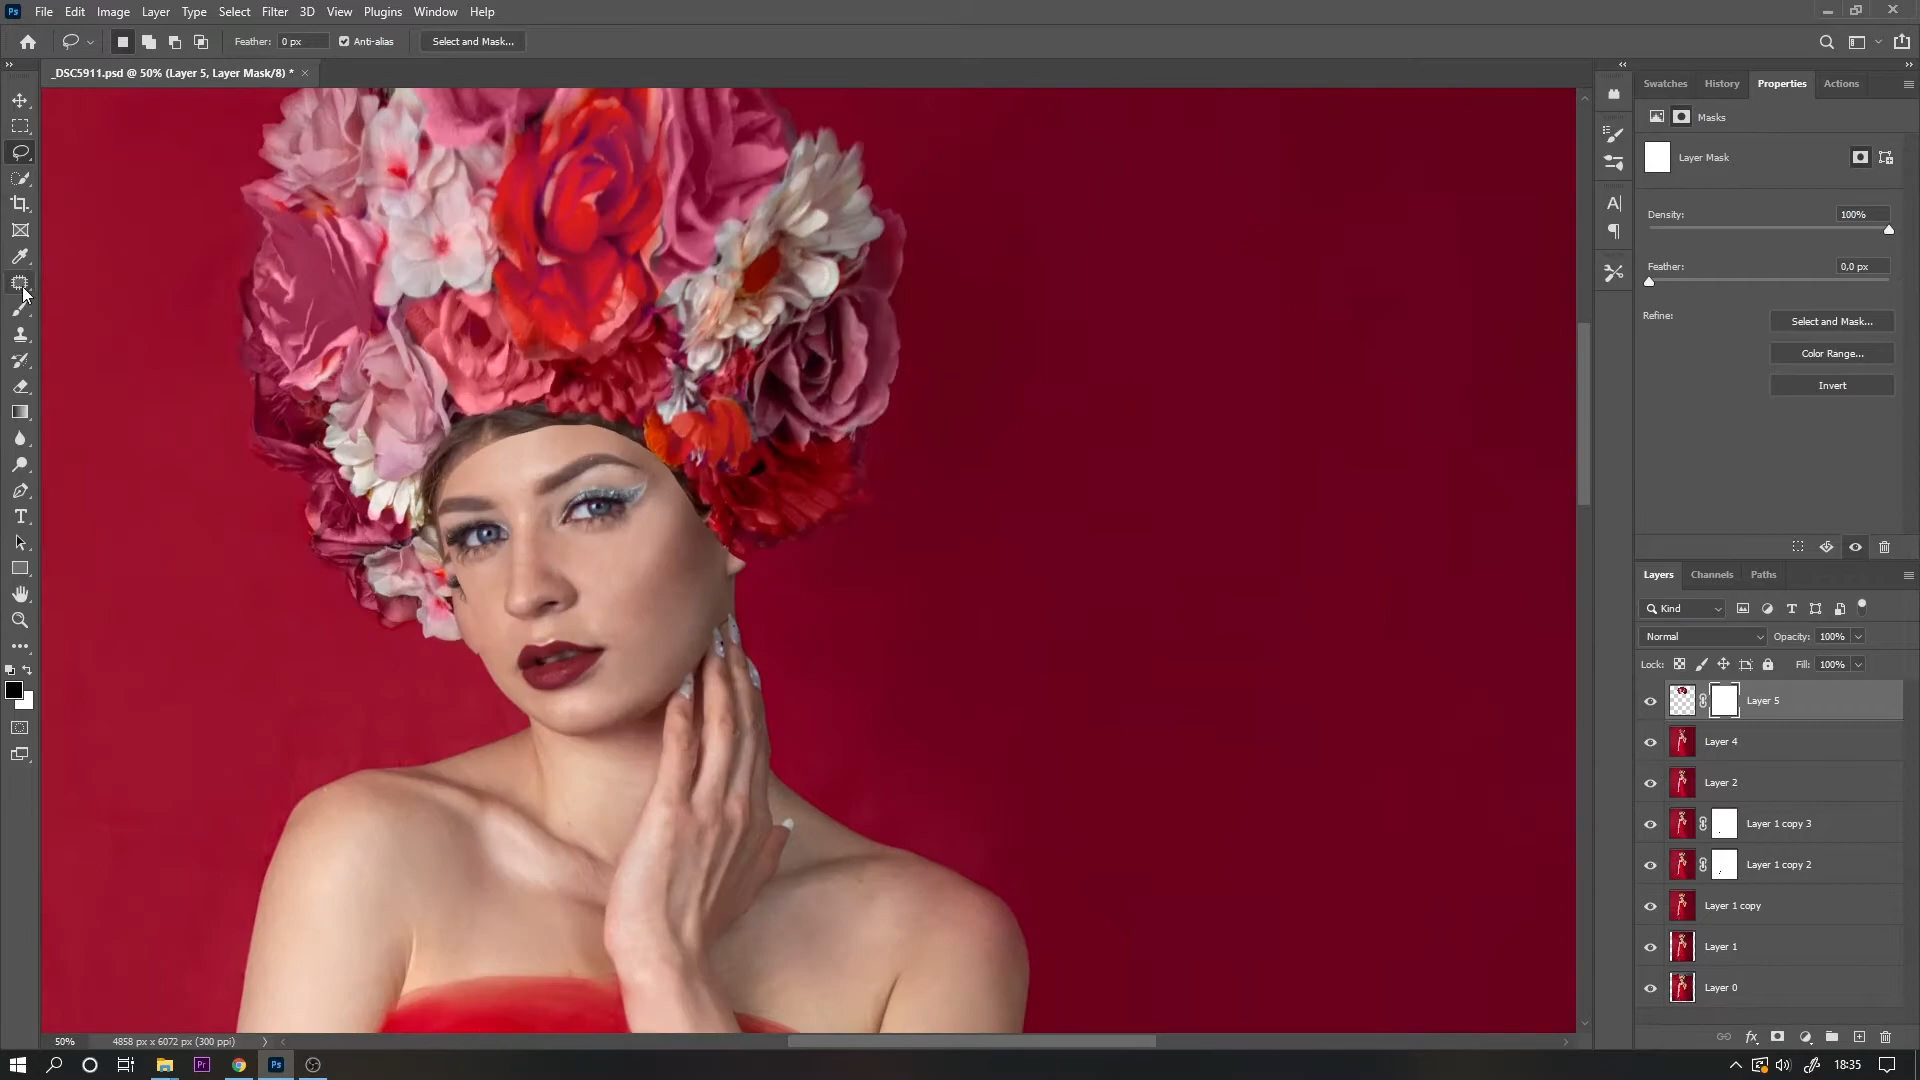 Ps File Edit Image Layer Type Select Filter 3D View Plugins Window Help
Feather: 0 px Anti-alias Select and Mask...
_DSC5911.psd @ 50% (Layer 5, Layer Mask/8) *
Swatches History Properties Actions
Masks
Layer Mask
Density: 100%
Feather: 0,0 px
Refine: Select and Mask...
Color Range...
Invert
Layers Channels Paths
Kind
Normal Opacity: 100%
Lock: Fill: 100%
Layer 5
Layer 4
Layer 2
Layer 1 copy 3
Layer 1 copy 2
Layer 1 copy
Layer 1
Layer 0
50% 4858 px x 6072 px (300 ppi)
Pr Ps 18:35